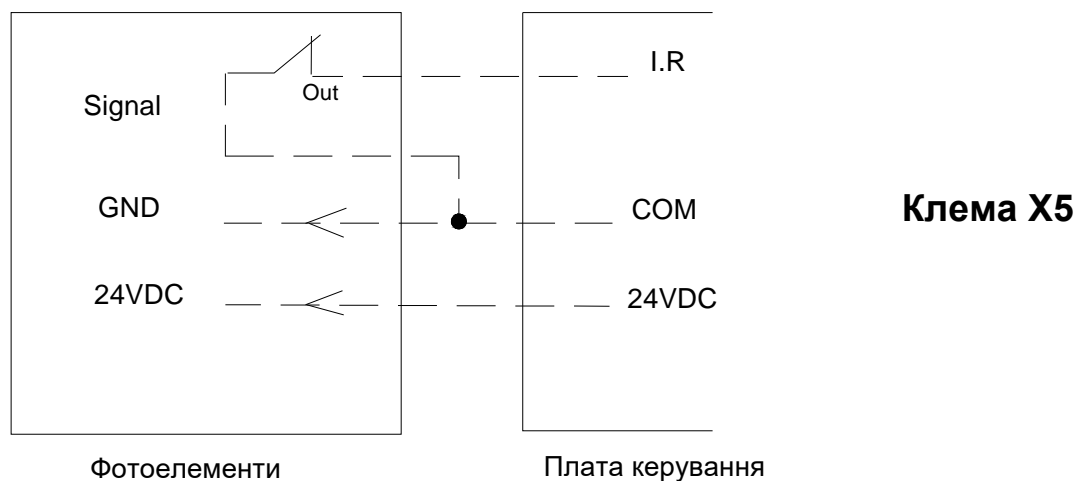 I.R
Out
Signal
GND
COM
Клема X5
24VDC
24VDC
Фотоелементи
Плата керування